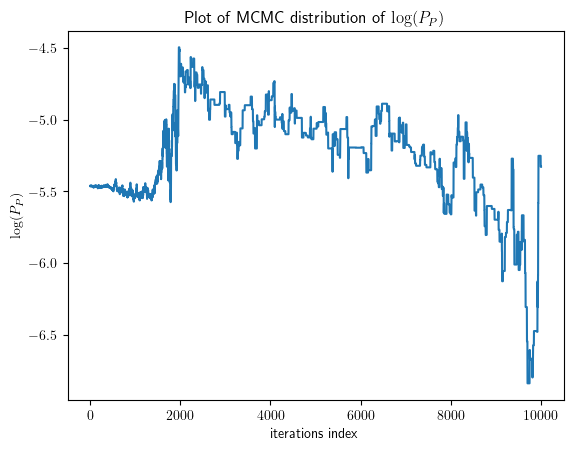 Plot of MCMC distribution of log(P_P)
−4.5
−5.0
−5.5
−6.0
−6.5
log(P_P)
0 2000 4000 6000 8000 10000
iterations index